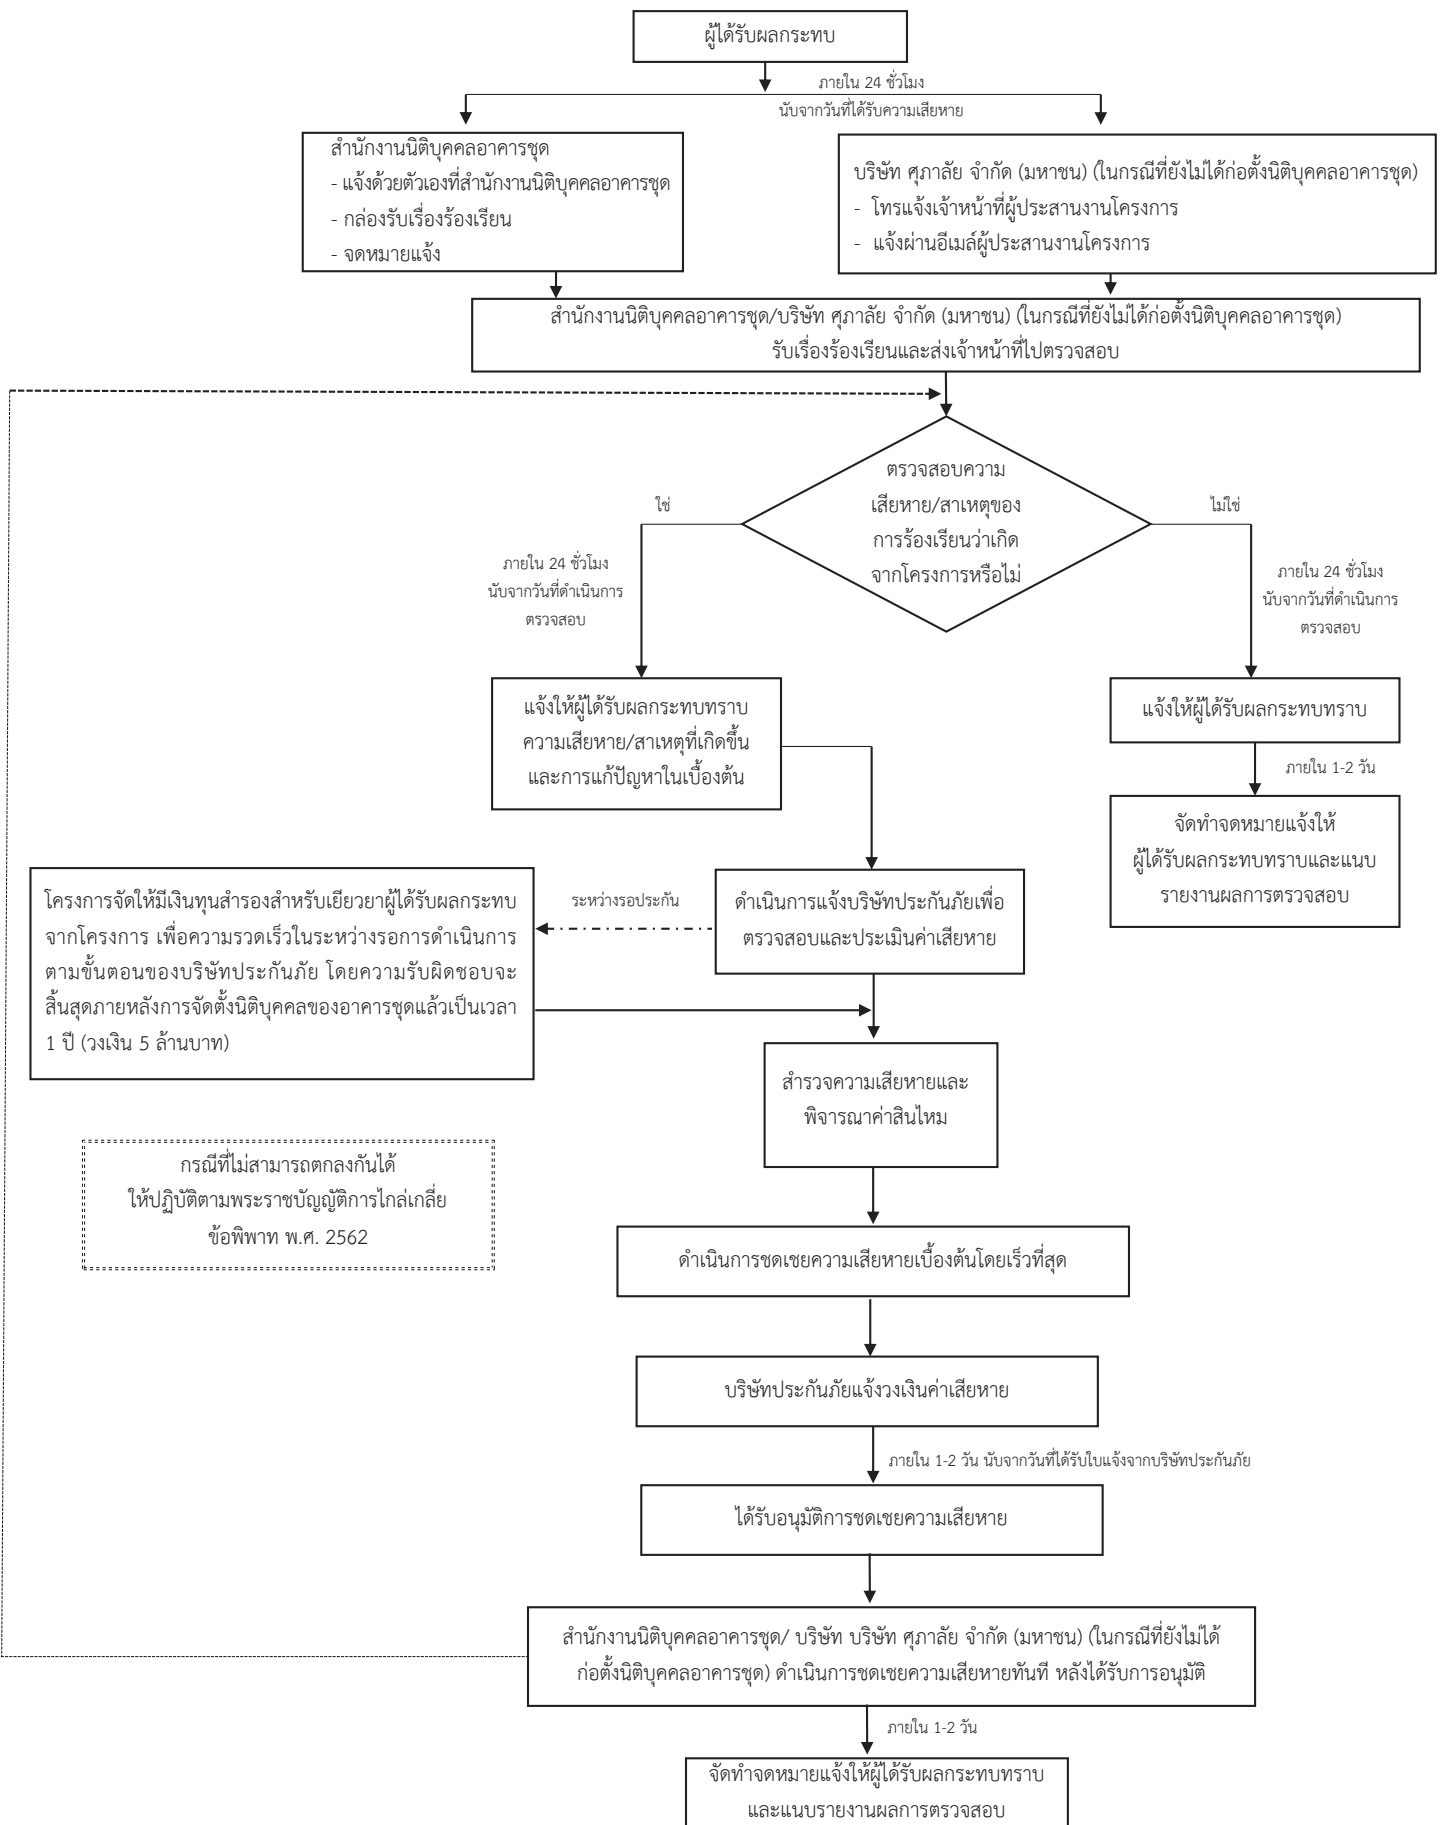 ผู้ได้รับผลกระทบ
ภายใน 24 ชั่วโมง
นับจากวันที่ได้รับความเสียหาย
สำนักงานนิติบุคคลอาคารชุด
- แจ้งด้วยตัวเองที่สำนักงานนิติบุคคลอาคารชุด
- กล่องรับเรื่องร้องเรียน
- จดหมายแจ้ง
บริษัท ศุภาลัย จำกัด (มหาชน) (ในกรณีที่ยังไม่ได้ก่อตั้งนิติบุคคลอาคารชุด)
- โทรแจ้งเจ้าหน้าที่ผู้ประสานงานโครงการ
- แจ้งผ่านอีเมล์ผู้ประสานงานโครงการ
สำนักงานนิติบุคคลอาคารชุด/บริษัท ศุภาลัย จำกัด (มหาชน) (ในกรณีที่ยังไม่ได้ก่อตั้งนิติบุคคลอาคารชุด)
รับเรื่องร้องเรียนและส่งเจ้าหน้าที่ไปตรวจสอบ
ตรวจสอบความ
เสียหาย/สาเหตุของ
การร้องเรียนว่าเกิด
จากโครงการหรือไม่
ใช่
ไม่ใช่
ภายใน 24 ชั่วโมง
นับจากวันที่ดำเนินการ
ตรวจสอบ
ภายใน 24 ชั่วโมง
นับจากวันที่ดำเนินการ
ตรวจสอบ
แจ้งให้ผู้ได้รับผลกระทบทราบ
ความเสียหาย/สาเหตุที่เกิดขึ้น
และการแก้ปัญหาในเบื้องต้น
แจ้งให้ผู้ได้รับผลกระทบทราบ
ภายใน 1-2 วัน
จัดทำจดหมายแจ้งให้
ผู้ได้รับผลกระทบทราบและแนบ
รายงานผลการตรวจสอบ
โครงการจัดให้มีเงินทุนสำรองสำหรับเยียวยาผู้ได้รับผลกระทบ
จากโครงการ เพื่อความรวดเร็วในระหว่างรอการดำเนินการ
ตามขั้นตอนของบริษัทประกันภัย โดยความรับผิดชอบจะ
สิ้นสุดภายหลังการจัดตั้งนิติบุคคลของอาคารชุดแล้วเป็นเวลา
1 ปี (วงเงิน 5 ล้านบาท)
ระหว่างรอประกัน
ดำเนินการแจ้งบริษัทประกันภัยเพื่อ
ตรวจสอบและประเมินค่าเสียหาย
สำรวจความเสียหายและ
พิจารณาค่าสินไหม
กรณีที่ไม่สามารถตกลงกันได้
ให้ปฏิบัติตามพระราชบัญญัติการไกล่เกลี่ย
ข้อพิพาท พ.ศ. 2562
ดำเนินการชดเชยความเสียหายเบื้องต้นโดยเร็วที่สุด
บริษัทประกันภัยแจ้งวงเงินค่าเสียหาย
ภายใน 1-2 วัน นับจากวันที่ได้รับใบแจ้งจากบริษัทประกันภัย
ได้รับอนุมัติการชดเชยความเสียหาย
สำนักงานนิติบุคคลอาคารชุด/ บริษัท บริษัท ศุภาลัย จำกัด (มหาชน) (ในกรณีที่ยังไม่ได้
ก่อตั้งนิติบุคคลอาคารชุด) ดำเนินการชดเชยความเสียหายทันที หลังได้รับการอนุมัติ
ภายใน 1-2 วัน
จัดทำจดหมายแจ้งให้ผู้ได้รับผลกระทบทราบ
และแนบรายงานผลการตรวจสอบ